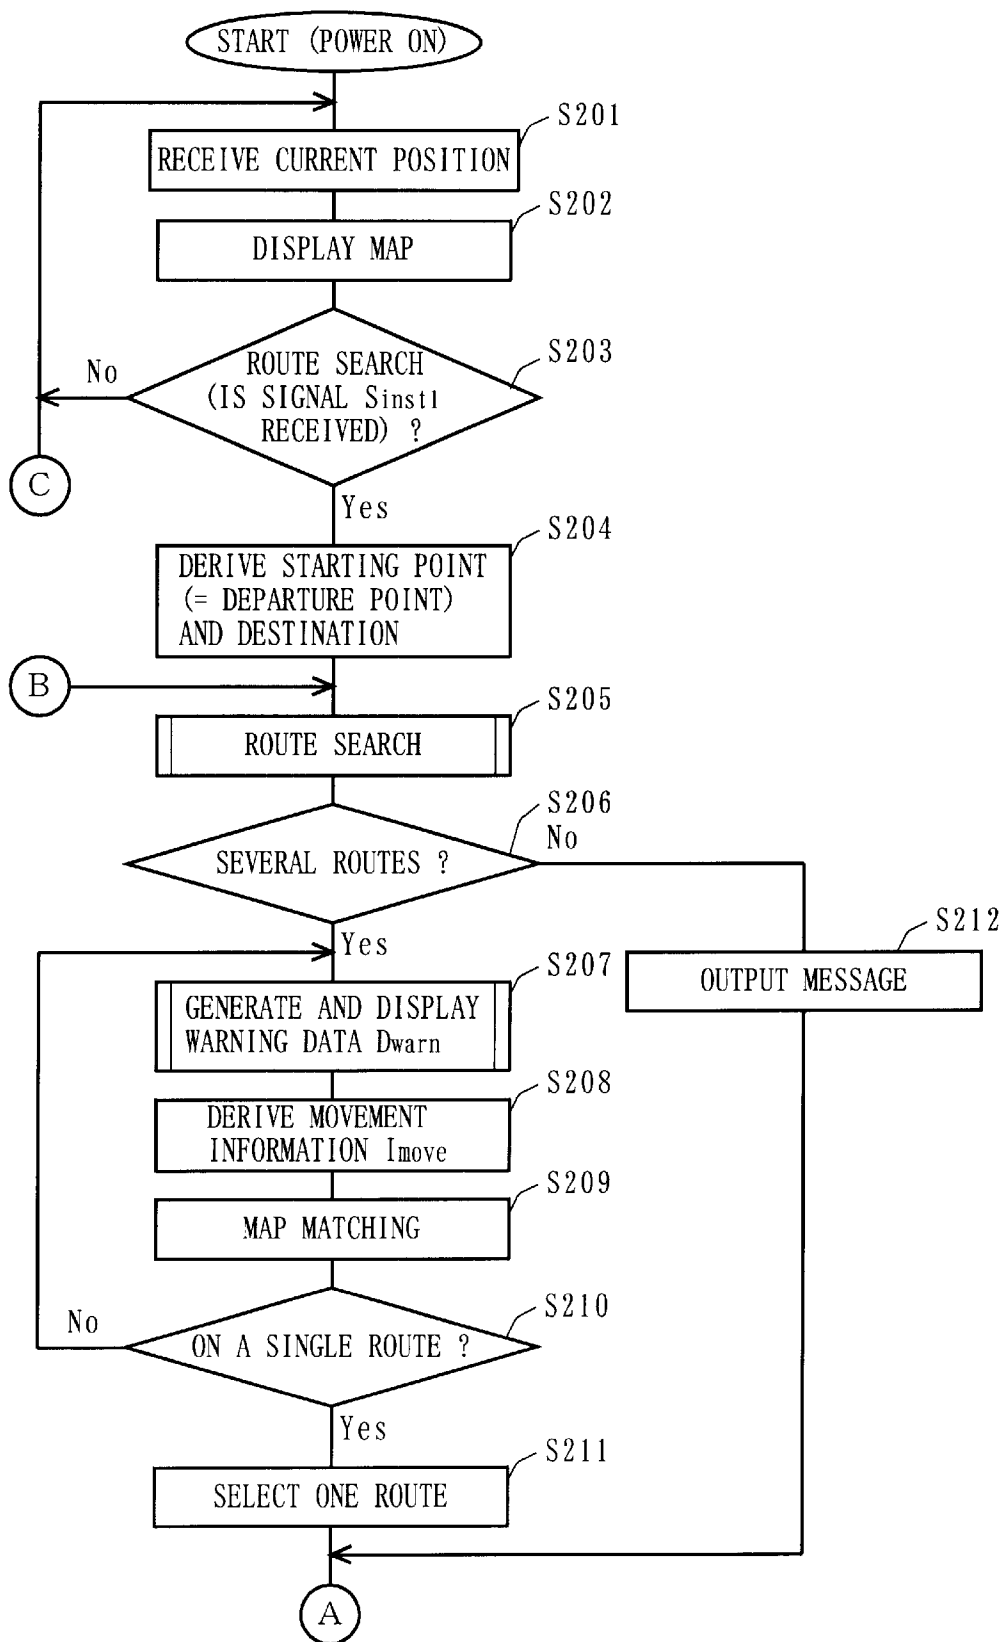 START (POWER ON)
S201
RECEIVE CURRENT POSITION
S202
DISPLAY MAP
S203
ROUTE SEARCH
(IS SIGNAL Sinst1
RECEIVED) ?
No
C
Yes
S204
DERIVE STARTING POINT
(= DEPARTURE POINT)
AND DESTINATION
B
S205
ROUTE SEARCH
S206
SEVERAL ROUTES ?
No
Yes
S212
OUTPUT MESSAGE
S207
GENERATE AND DISPLAY
WARNING DATA Dwarn
S208
DERIVE MOVEMENT
INFORMATION Imove
S209
MAP MATCHING
S210
ON A SINGLE ROUTE ?
No
Yes
S211
SELECT ONE ROUTE
A